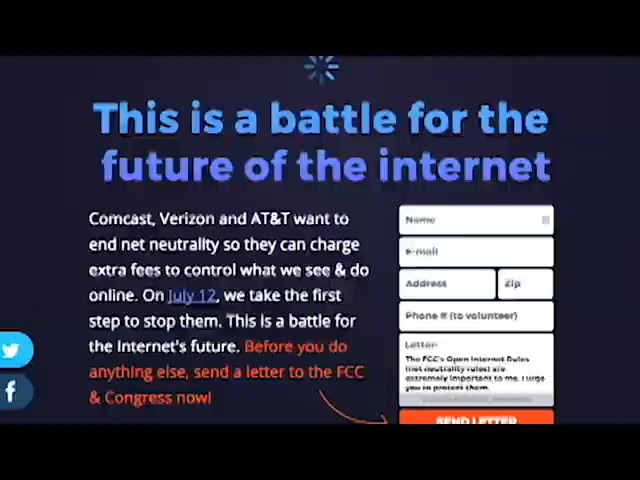 This is a battle for the
future of the internet
Comcast, Verizon and AT&T want to
end net neutrality so they can charge
extra fees to control what we see & do
online. On July 12, we take the first
step to stop them. This is a battle for
the Internet's future. Before you do
anything else, send a letter to the FCC
& Congress now!
Name
E-mail
Address
Zip
Phone # (to volunteer)
Letter:
The FCC's Open Internet Rules
(net neutrality rules) are
extremely important to me. I urge
you to protect them.
SEND LETTER